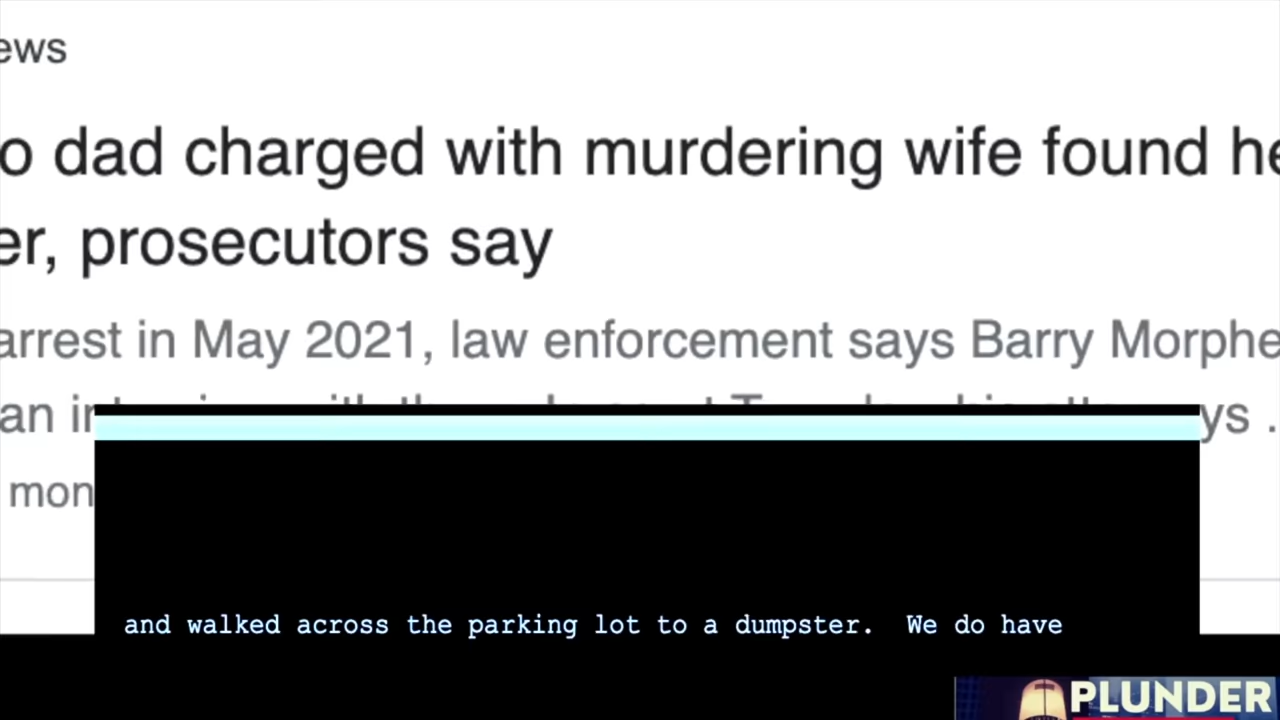 ews
o dad charged with murdering wife found he
er, prosecutors say
arrest in May 2021, law enforcement says Barry Morphe
an
ys .
mon
and walked across the parking lot to a dumpster. We do have
PLUNDER